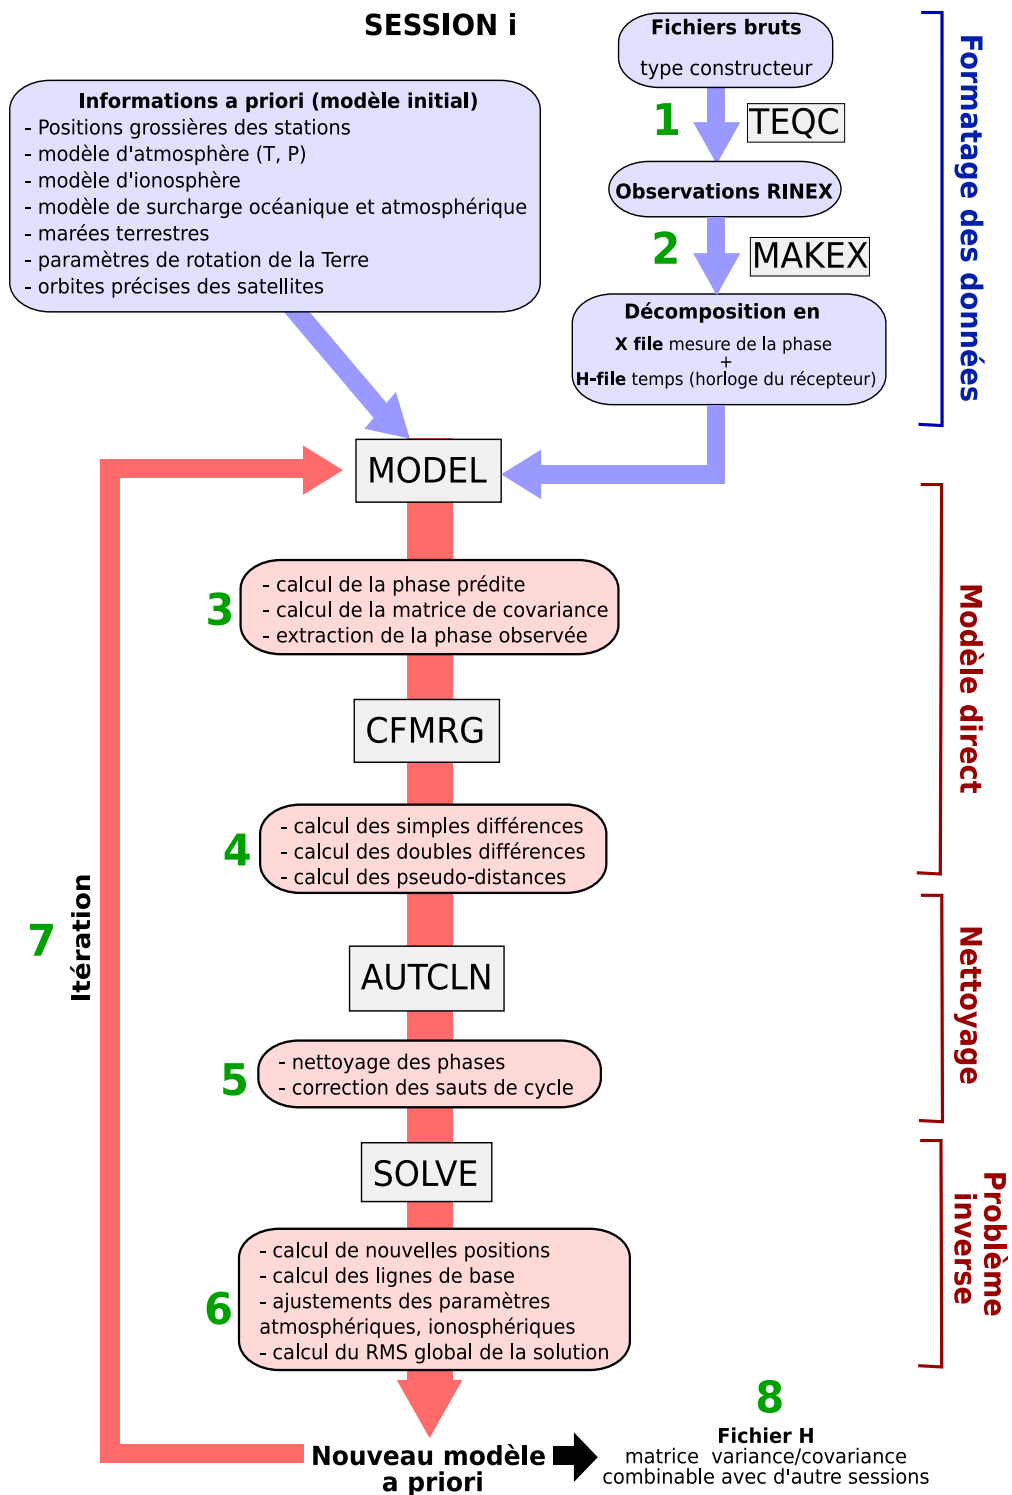 SESSION i
Fichiers bruts
type constructeur
1
TEQC
Observations RINEX
2
MAKEX
Décomposition en
X file mesure de la phase
+
H-file temps (horloge du récepteur)
Formatage des données
Informations a priori (modèle initial)
- Positions grossières des stations
- modèle d'atmosphère (T, P)
- modèle d'ionosphère
- modèle de surcharge océanique et atmosphérique
- marées terrestres
- paramètres de rotation de la Terre
- orbites précises des satellites
MODEL
3
- calcul de la phase prédite
- calcul de la matrice de covariance
- extraction de la phase observée
CFMRG
4
- calcul des simples différences
- calcul des doubles différences
- calcul des pseudo-distances
Modèle direct
AUTCLN
5
- nettoyage des phases
- correction des sauts de cycle
Nettoyage
SOLVE
6
- calcul de nouvelles positions
- calcul des lignes de base
- ajustements des paramètres
atmosphériques, ionosphériques
- calcul du RMS global de la solution
Problème
inverse
7
Itération
Nouveau modèle
a priori
8
Fichier H
matrice variance/covariance
combinable avec d'autre sessions